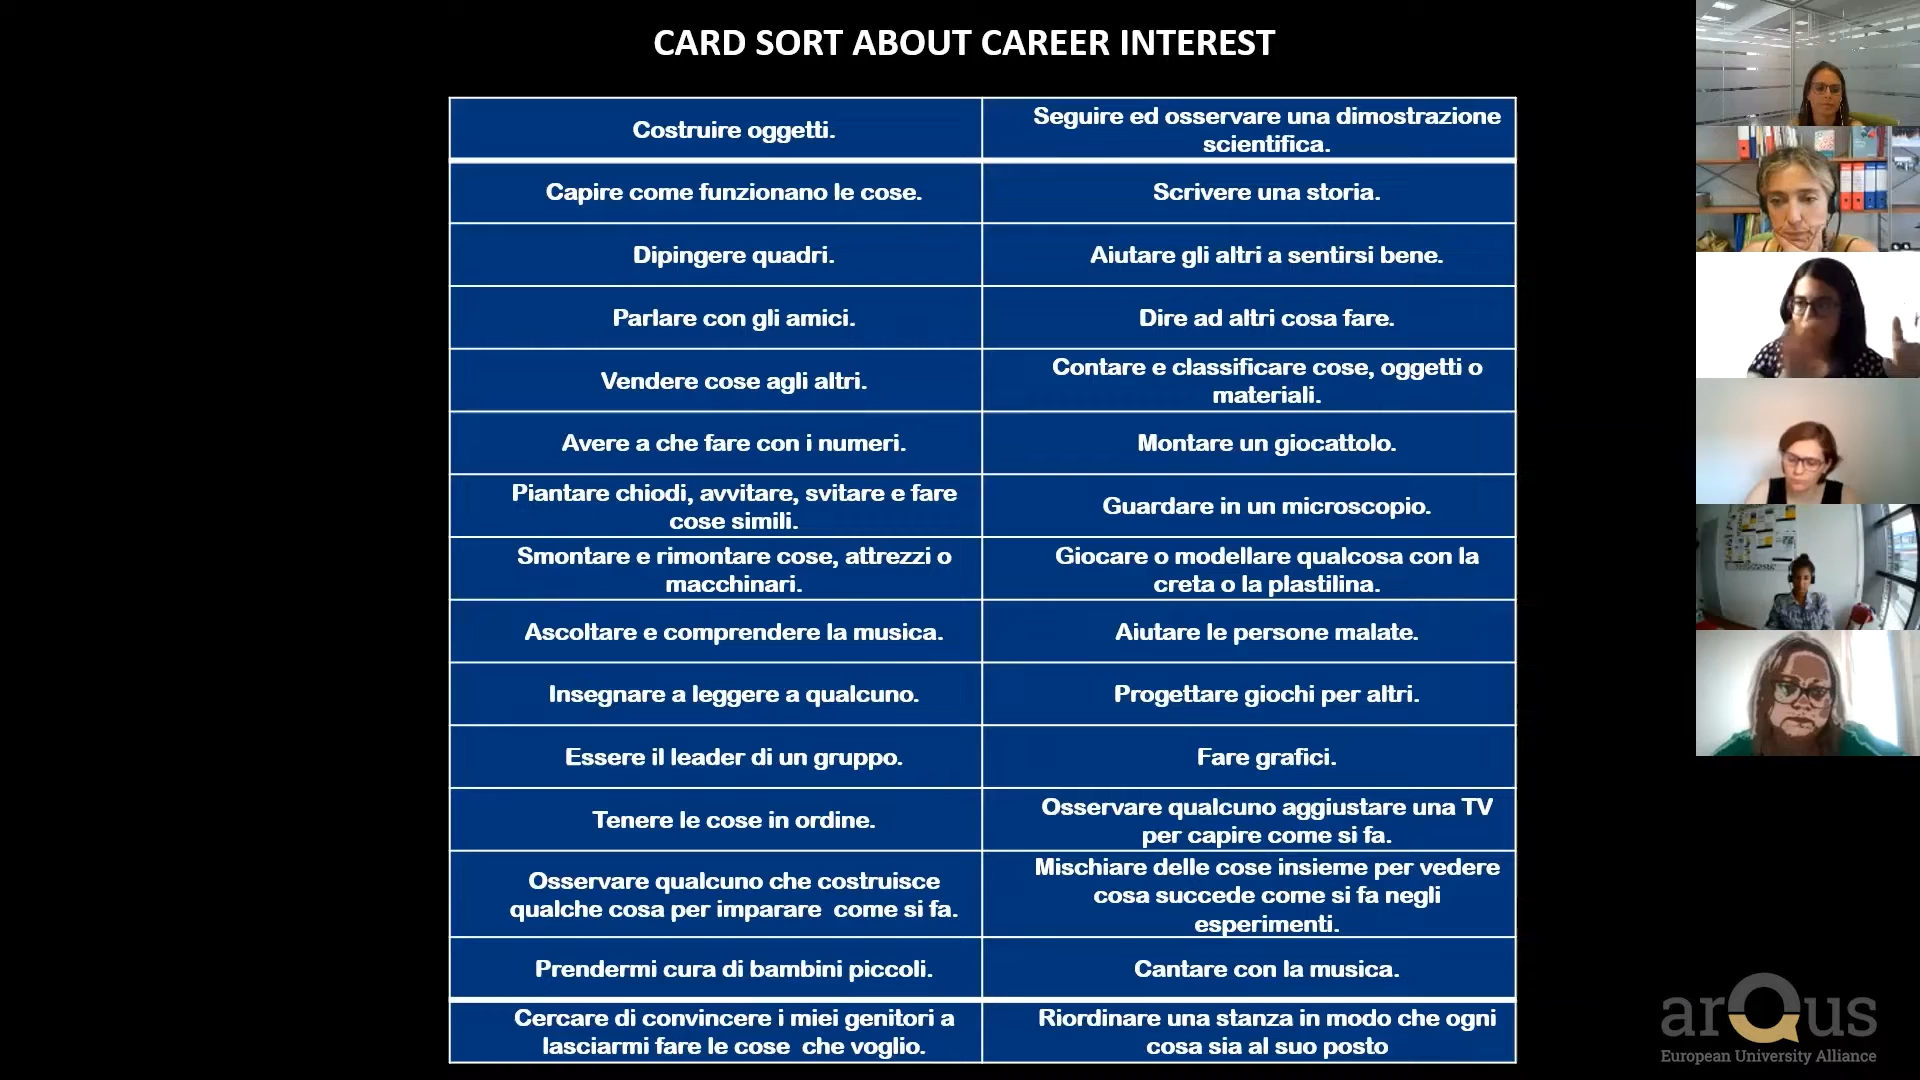 CARD SORT ABOUT CAREER INTEREST
Costruire oggetti.
Seguire ed osservare una dimostrazione
scientifica.
Capire come funzionano le cose.
Scrivere una storia.
Dipingere quadri.
Aiutare gli altri a sentirsi bene.
Parlare con gli amici.
Dire ad altri cosa fare.
Vendere cose agli altri.
Contare e classificare cose, oggetti o
materiali.
Avere a che fare con i numeri.
Montare un giocattolo.
Piantare chiodi, avvitare, svitare e fare
cose simili.
Guardare in un microscopio.
Smontare e rimontare cose, attrezzi o
macchinari.
Giocare o modellare qualcosa con la
creta o la plastilina.
Ascoltare e comprendere la musica.
Aiutare le persone malate.
Insegnare a leggere a qualcuno.
Progettare giochi per altri.
Essere il leader di un gruppo.
Fare grafici.
Tenere le cose in ordine.
Osservare qualcuno aggiustare una TV
per capire come si fa.
Osservare qualcuno che costruisce
qualche cosa per imparare  come si fa.
Mischiare delle cose insieme per vedere
cosa succede come si fa negli
esperimenti.
Prendermi cura di bambini piccoli.
Cantare con la musica.
Cercare di convincere i miei genitori a
lasciarmi fare le cose  che voglio.
Riordinare una stanza in modo che ogni
cosa sia al suo posto
arQus
European University Alliance